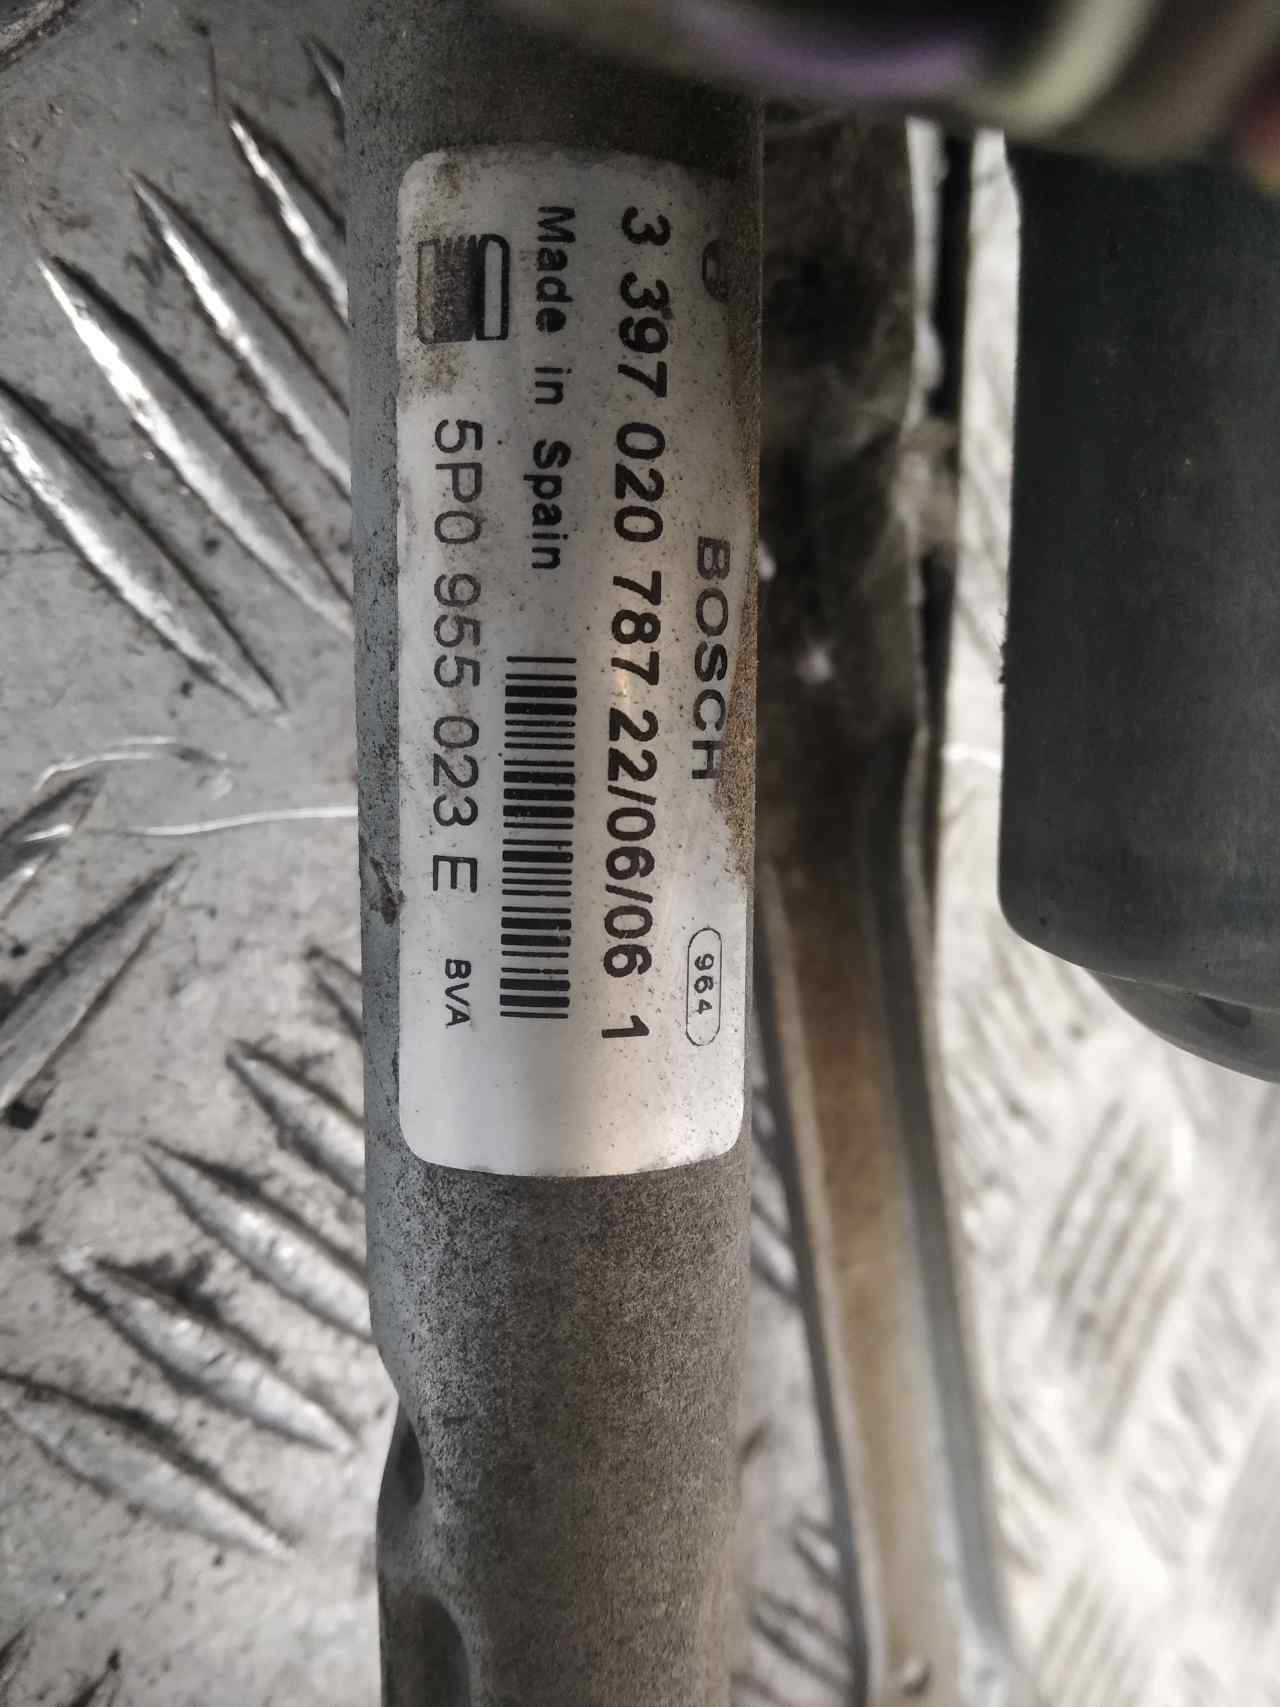 BOSCH 964
3 397 020 787 22/06/06 1
Made in Spain
5P0 955 023 E BVA